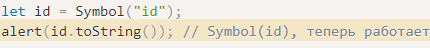 let id = Symbol("id");
alert(id.toString()); // Symbol(id), теперь работает